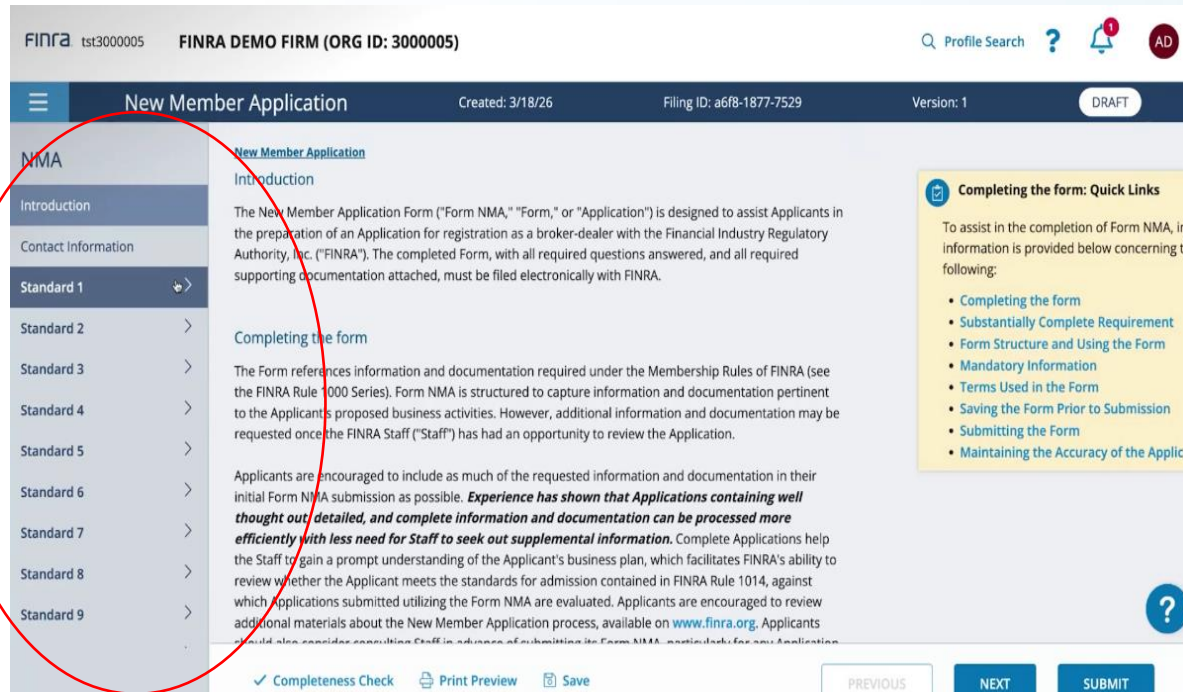 FINRA tst3000005 FINRA DEMO FIRM (ORG ID: 3000005) Profile Search ? 1 AD
New Member Application Created: 3/18/26 Filing ID: a6f8-1877-7529 Version: 1 DRAFT
NMA
Introduction
Contact Information
Standard 1
Standard 2
Standard 3
Standard 4
Standard 5
Standard 6
Standard 7
Standard 8
Standard 9
New Member Application
Introduction
The New Member Application Form ("Form NMA," "Form," or "Application") is designed to assist Applicants in
the preparation of an Application for registration as a broker-dealer with the Financial Industry Regulatory
Authority, Inc. ("FINRA"). The completed Form, with all required questions answered, and all required
supporting documentation attached, must be filed electronically with FINRA.
Completing the form
The Form references information and documentation required under the Membership Rules of FINRA (see
the FINRA Rule 1000 Series). Form NMA is structured to capture information and documentation pertinent
to the Applicant's proposed business activities. However, additional information and documentation may be
requested once the FINRA Staff ("Staff") has had an opportunity to review the Application.
Applicants are encouraged to include as much of the requested information and documentation in their
initial Form NMA submission as possible. Experience has shown that Applications containing well
thought out, detailed, and complete information and documentation can be processed more
efficiently with less need for Staff to seek out supplemental information. Complete Applications help
the Staff to gain a prompt understanding of the Applicant's business plan, which facilitates FINRA's ability to
review whether the Applicant meets the standards for admission contained in FINRA Rule 1014, against
which Applications submitted utilizing the Form NMA are evaluated. Applicants are encouraged to review
additional materials about the New Member Application process, available on www.finra.org. Applicants
should also consider consulting Staff in advance of submitting its Form NMA, particularly for any Application
Completing the form: Quick Links
To assist in the completion of Form NMA, in
information is provided below concerning t
following:
• Completing the form
• Substantially Complete Requirement
• Form Structure and Using the Form
• Mandatory Information
• Terms Used in the Form
• Saving the Form Prior to Submission
• Submitting the Form
• Maintaining the Accuracy of the Applic
?
Completeness Check Print Preview Save PREVIOUS NEXT SUBMIT